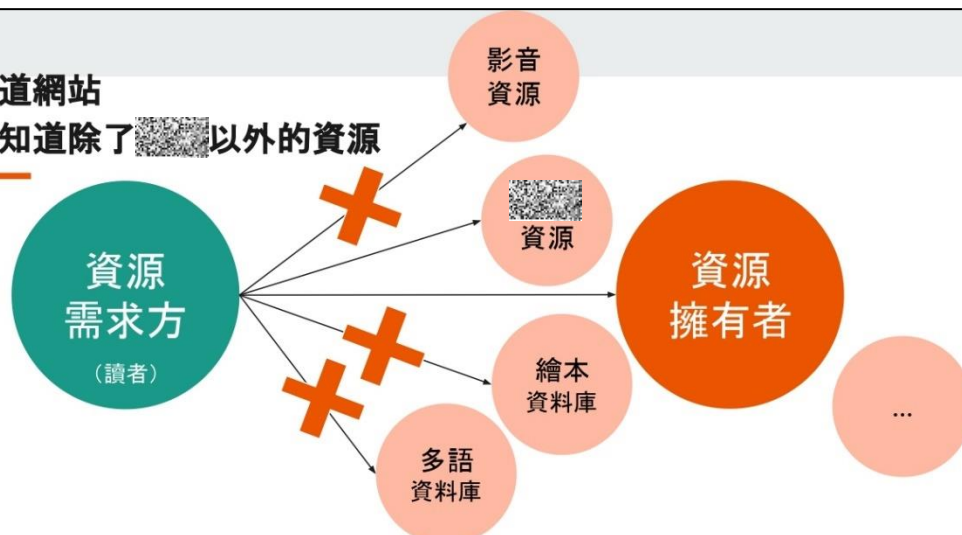 道網站
知道除了以外的資源
影音
資源
資源
資源
需求方
（讀者）
資源
擁有者
繪本
資料庫
多語
資料庫
...